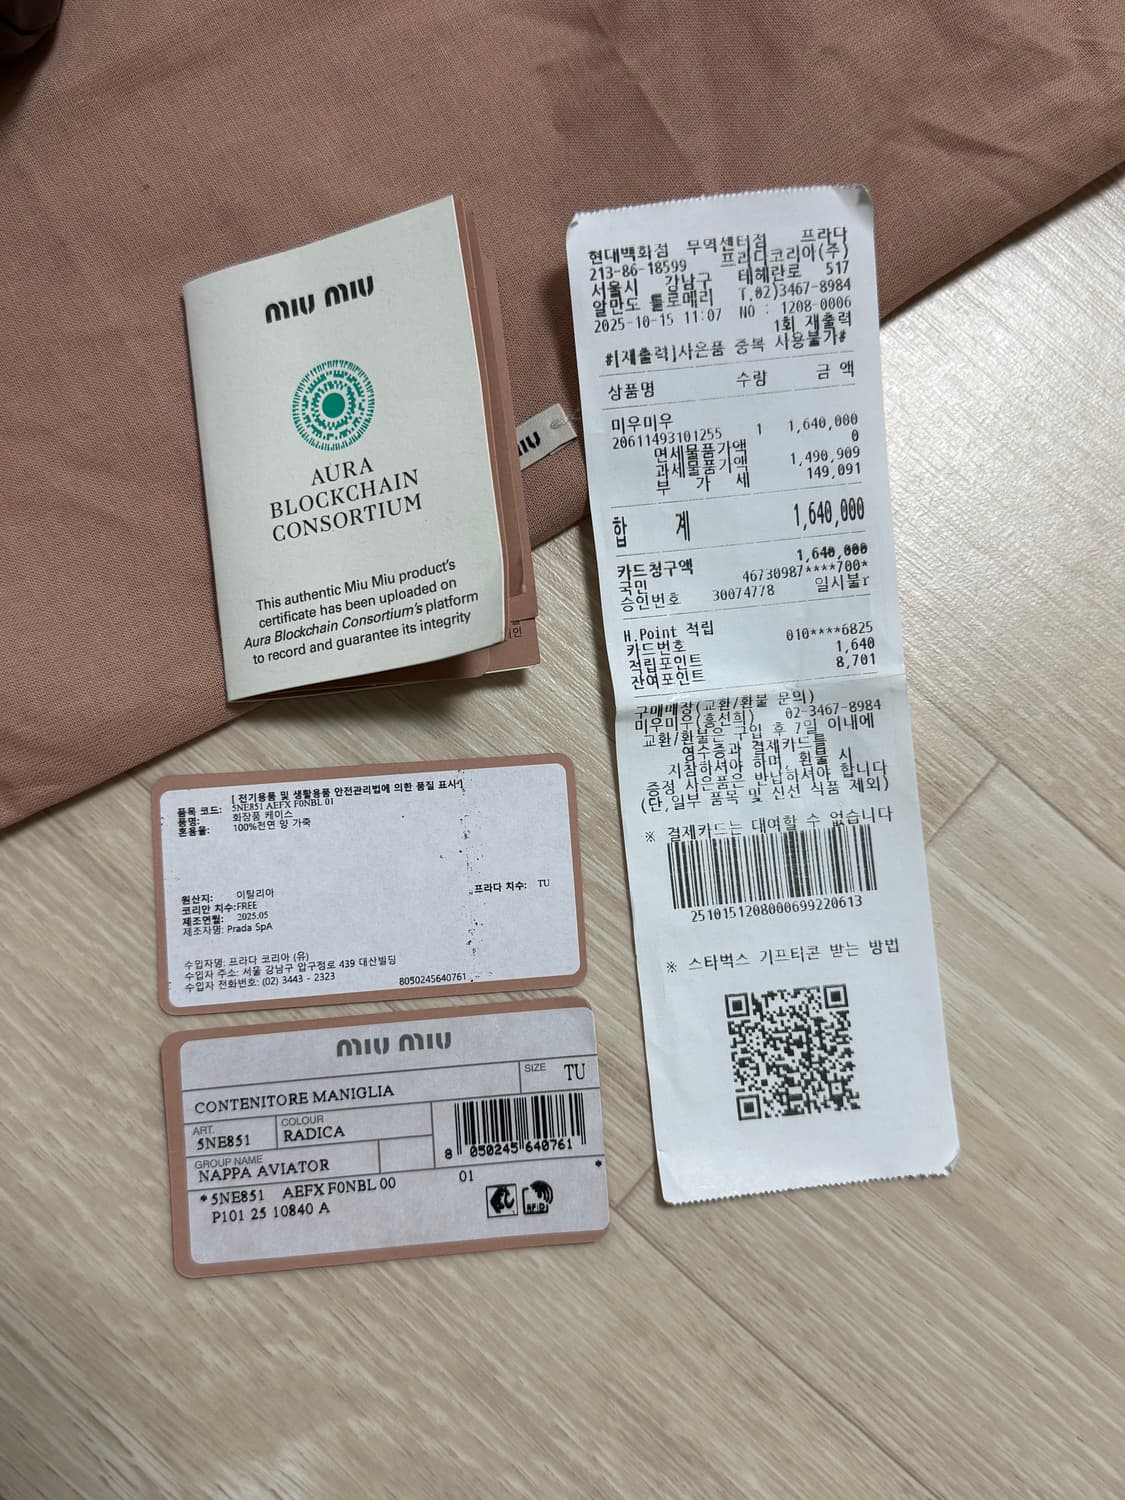 MIU MIU
AURA
BLOCKCHAIN
CONSORTIUM
This authentic Miu Miu product's
certificate has been uploaded on
Aura Blockchain Consortium's platform
to record and guarantee its integrity
[ 전기용품 및 생활용품 안전관리법에 의한 품질 표시 ]
품목 코드: 5NE851 AEFX F0NBL 01
품명: 화장품 케이스
혼용율: 100%천연 양 가죽
원산지: 이탈리아
프라다 치수: TU
코리안 치수:FREE
제조연월: 2025.05
제조자명: Prada SpA
수입자명: 프라다 코리아 (유)
수입자 주소: 서울 강남구 압구정로 439 대산빌딩
수입자 전화번호: (02) 3443 - 2323
8050245640761
MIU MIU
CONTENITORE MANIGLIA
SIZE TU
ART. 5NE851
COLOUR RADICA
8 050245 640761
GROUP NAME
NAPPA AVIATOR
01
*5NE851 AEFX F0NBL 00 *
P101 25 10840 A
RFID
현대백화점 무역센터점 프라다
213-86-18599 프라다코리아(주)
서울시 강남구 테헤란로 517
알만도 톨로메리 T.02)3467-8984
2025-10-15 11:07 NO : 1208-0006
1회 재출력
#[재출력]사은품 중복 사용불가#
상품명 수량 금 액
미우미우
20611493101255 1 1,640,000
면세물품가액 0
과세물품가액 1,490,909
부 가 세 149,091
합 계 1,640,000
카드청구액 1,640,000
국민 46730987****700*
승인번호 30074778 일시불r
H.Point 적립
카드번호 010****6825
적립포인트 1,640
잔여포인트 8,701
구매매장(교환/환불 문의)
미우미우(홍선희) 02-3467-8984
교환/환불은 구입 후 7일 이내에
영수증과 결제카드를
지참하셔야 하며, 환불 시
증정 사은품은 반납하셔야 합니다
(단,일부 품목 및 신선 식품 제외)
※ 결제카드는 대여할 수 없습니다
2510151208000699220613
※ 스타벅스 기프티콘 받는 방법